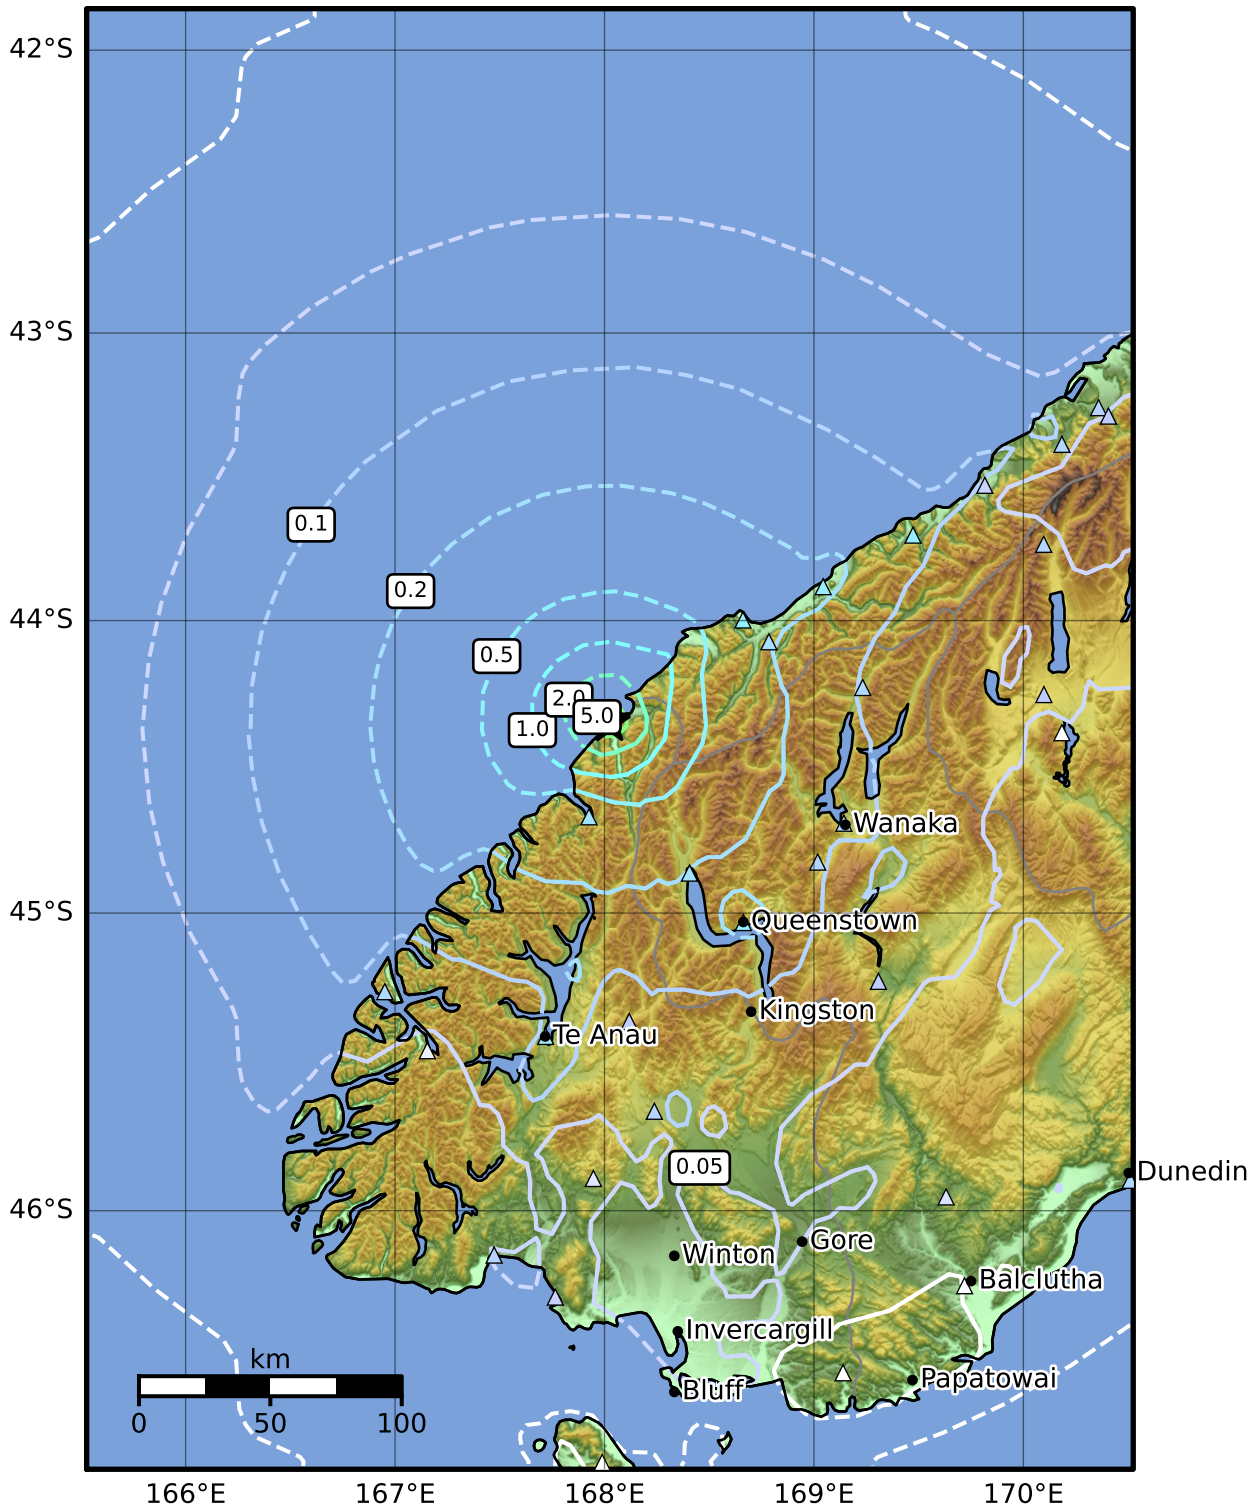 42°S
43°S
0.1
0.2
44°S
0.5
2.0
5.0
1.0
Wanaka
45°S
Queenstown
Kingston
Te Anau
0.05
Dunedin
46°S
Winton
Gore
Balclutha
Invercargill
km
Papatowai
Bluff
0 50 100
166°E 167°E 168°E 169°E 170°E